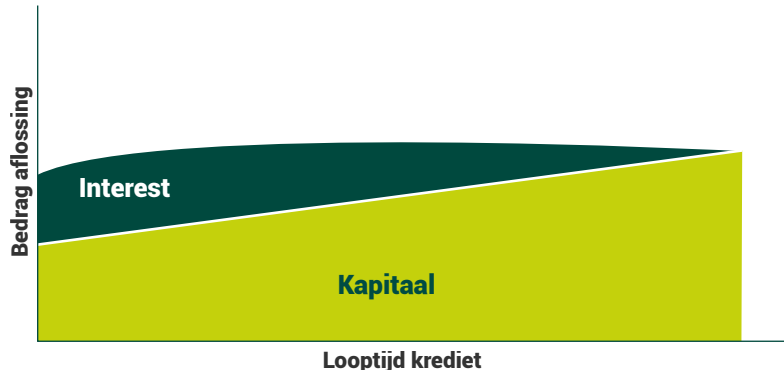 Bedrag aflossing
Interest
Kapitaal
Looptijd krediet